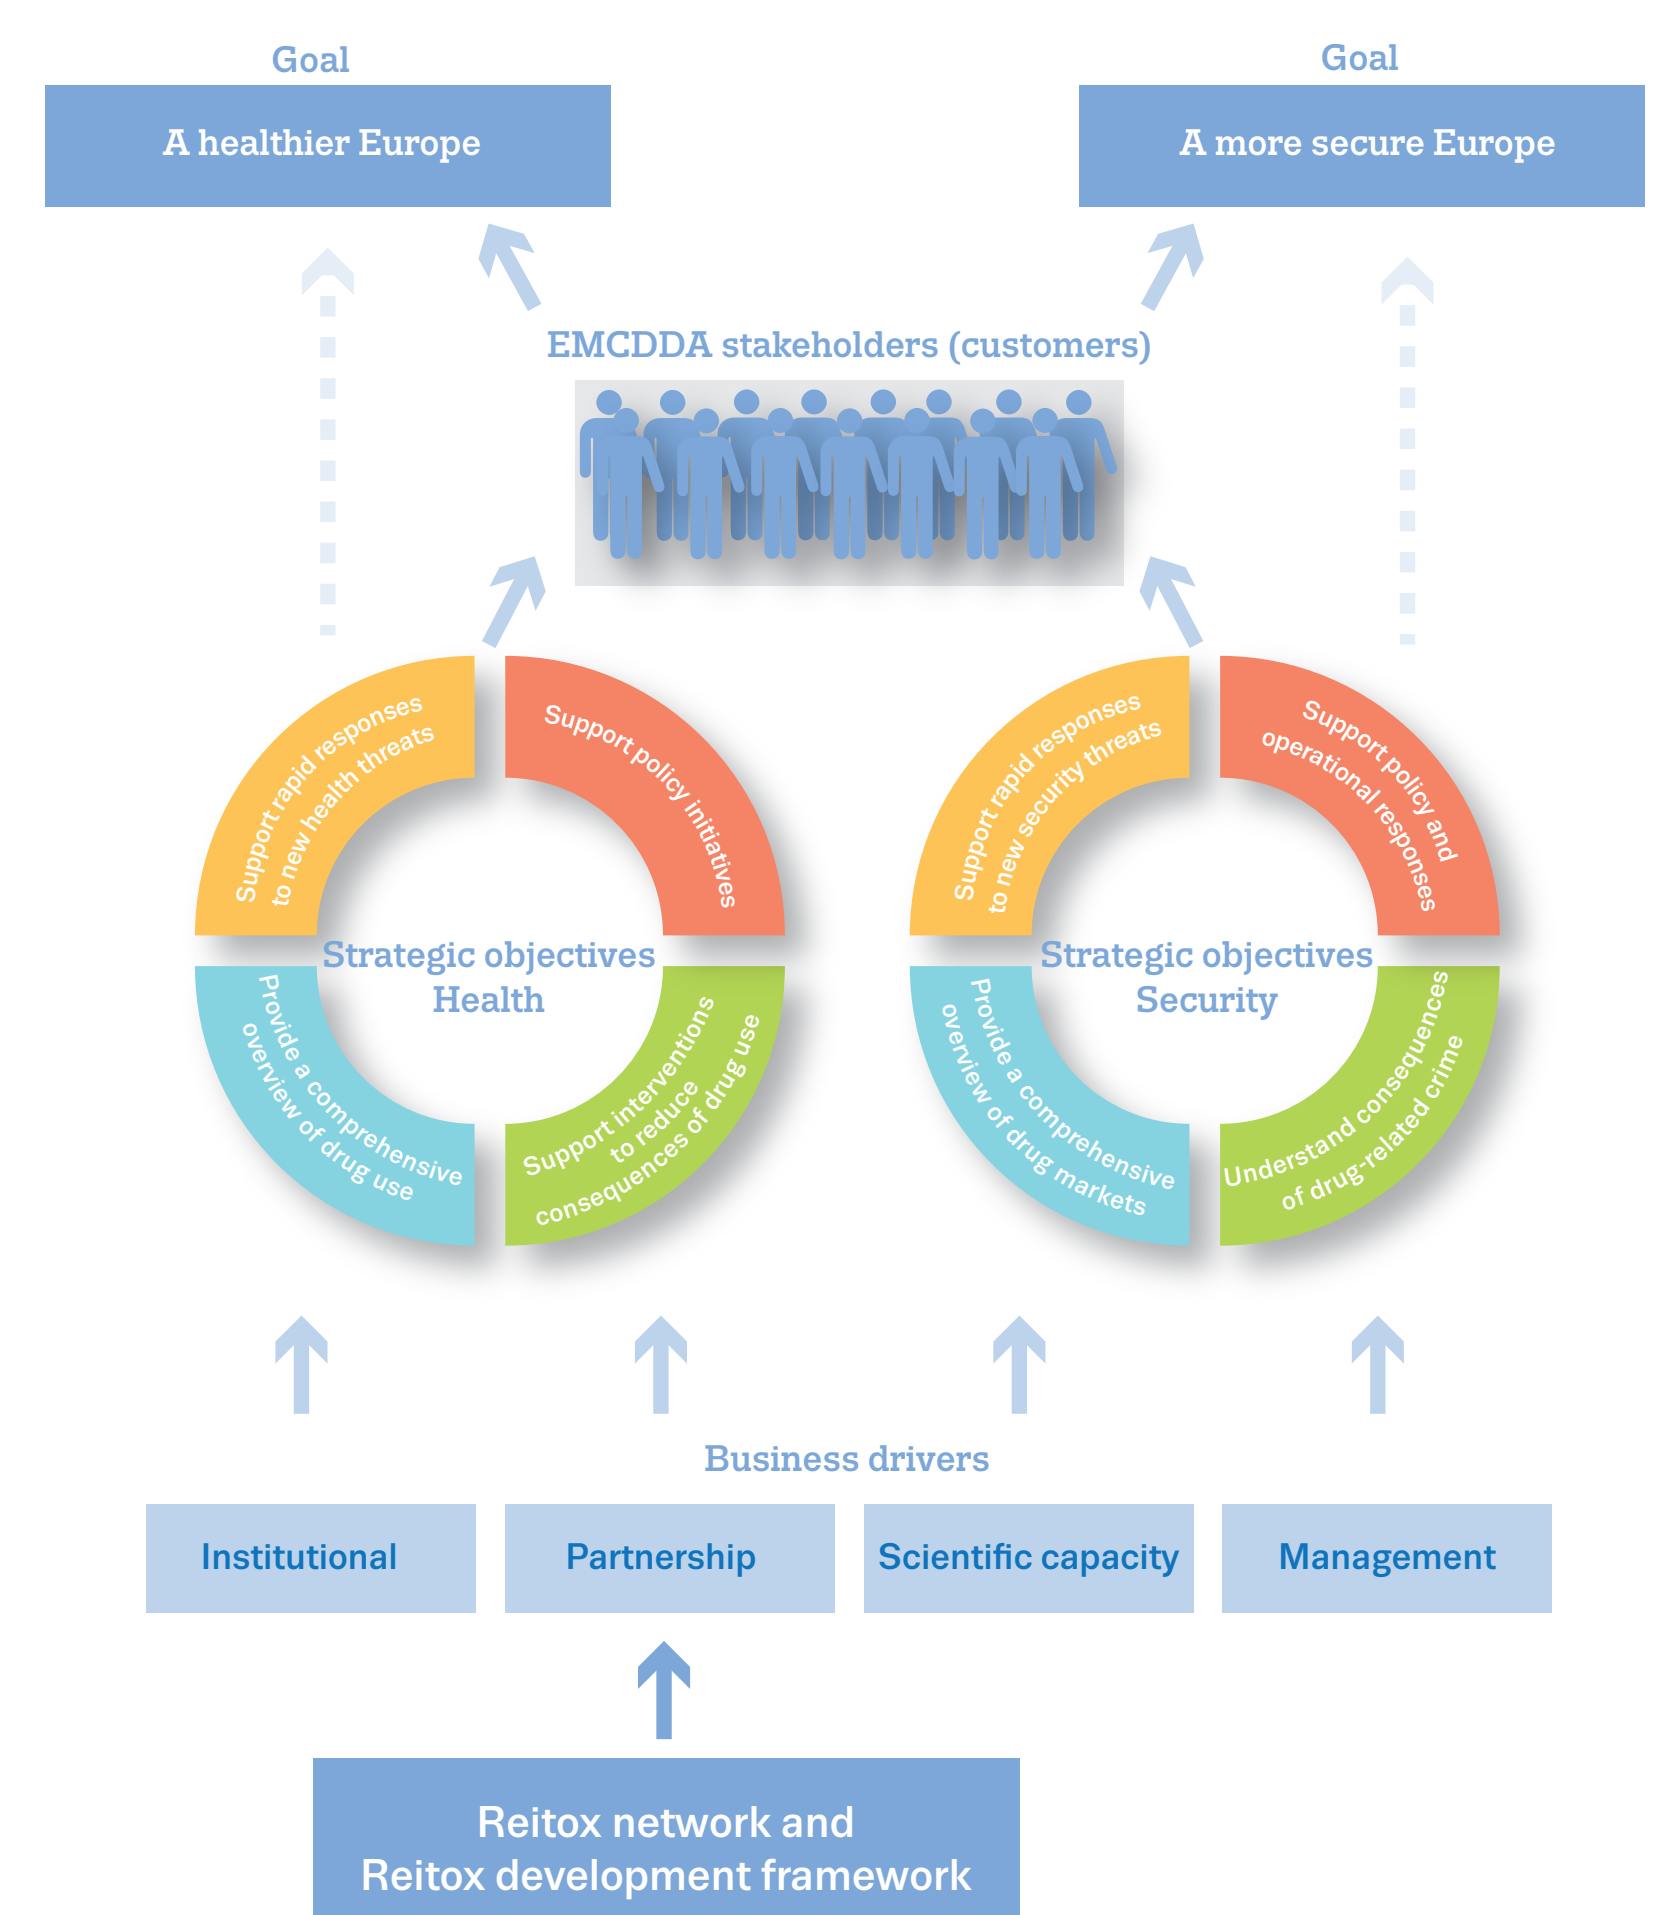 Goal
Goal
A healthier Europe
A more secure Europe
EMCDDA stakeholders (customers)
Support rapid responses
to new health threats
Support policy initiatives
Strategic objectives
Health
Provide a comprehensive
overview of drug use
Support interventions
to reduce
consequences of drug use
Support rapid responses
to new security threats
Support policy and
operational responses
Strategic objectives
Security
Provide a comprehensive
overview of drug markets
Understand consequences
of drug-related crime
Business drivers
Institutional
Partnership
Scientific capacity
Management
Reitox network and
Reitox development framework